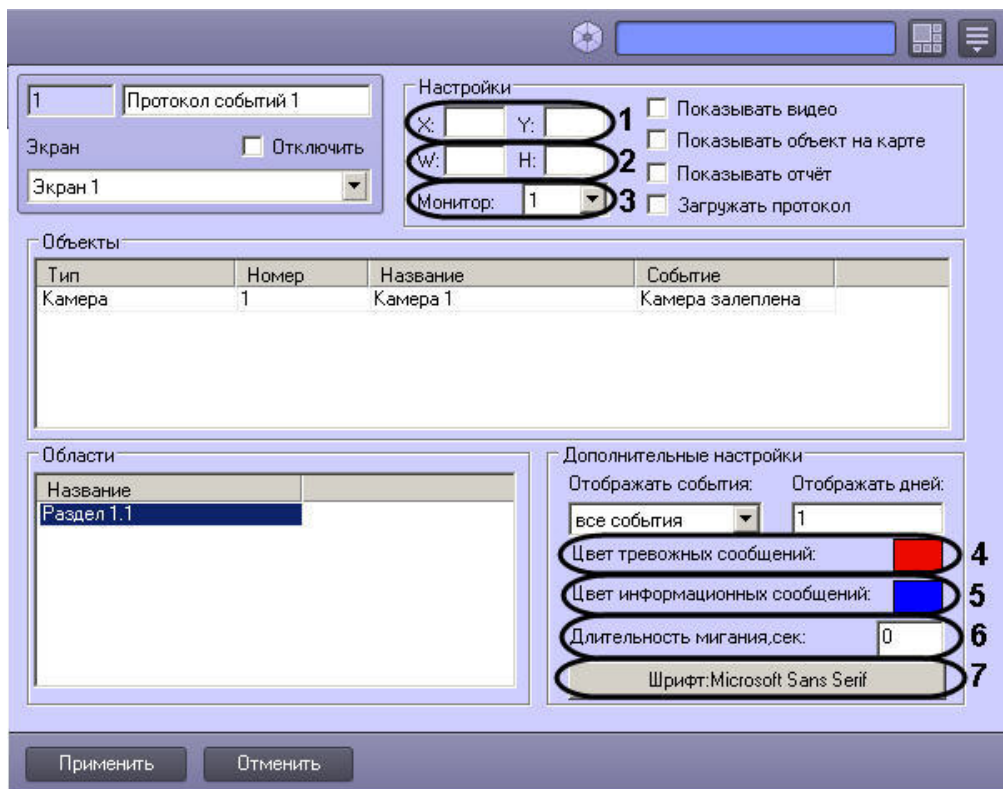 1
Протокол событий 1
Экран
Отключить
Экран 1
Настройки
X: Y: 1
W: H: 2
Монитор: 1 3
Показывать видео
Показывать объект на карте
Показывать отчёт
Загружать протокол
Объекты
Тип Номер Название Событие
Камера 1 Камера 1 Камера залеплена
Области
Название
Раздел 1.1
Дополнительные настройки
Отображать события: Отображать дней:
все события 1
Цвет тревожных сообщений: 4
Цвет информационных сообщений: 5
Длительность мигания,сек: 0 6
Шрифт:Microsoft Sans Serif 7
Применить Отменить